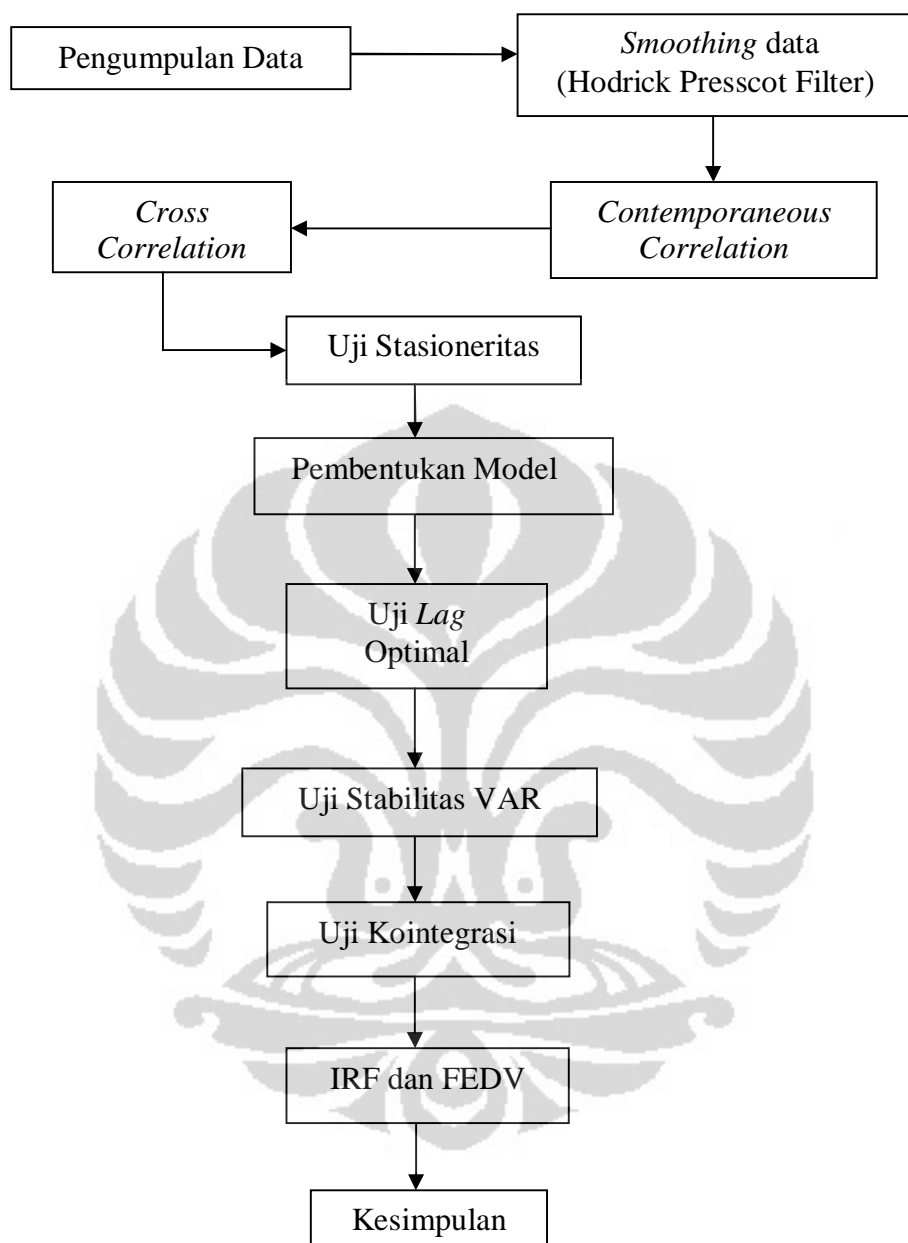 Pengumpulan Data
Smoothing data
(Hodrick Presscot Filter)
Contemporaneous
Correlation
Cross
Correlation
Uji Stasioneritas
Pembentukan Model
Uji Lag
Optimal
Uji Stabilitas VAR
Uji Kointegrasi
IRF dan FEDV
Kesimpulan